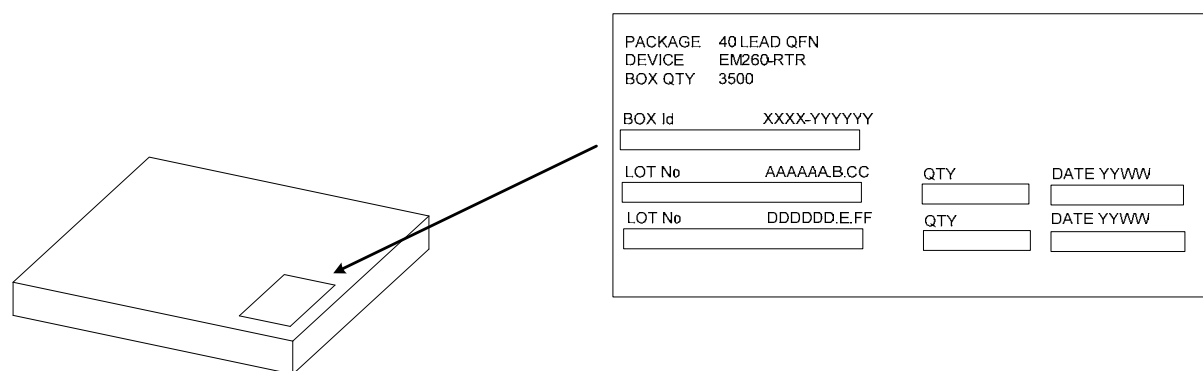 PACKAGE 40 LEAD QFN
DEVICE EM260-RTR
BOX QTY 3500
BOX Id XXXX-YYYYYY
LOT No AAAAAA.B.CC QTY DATE YYWW
LOT No DDDDDD.E.FF QTY DATE YYWW